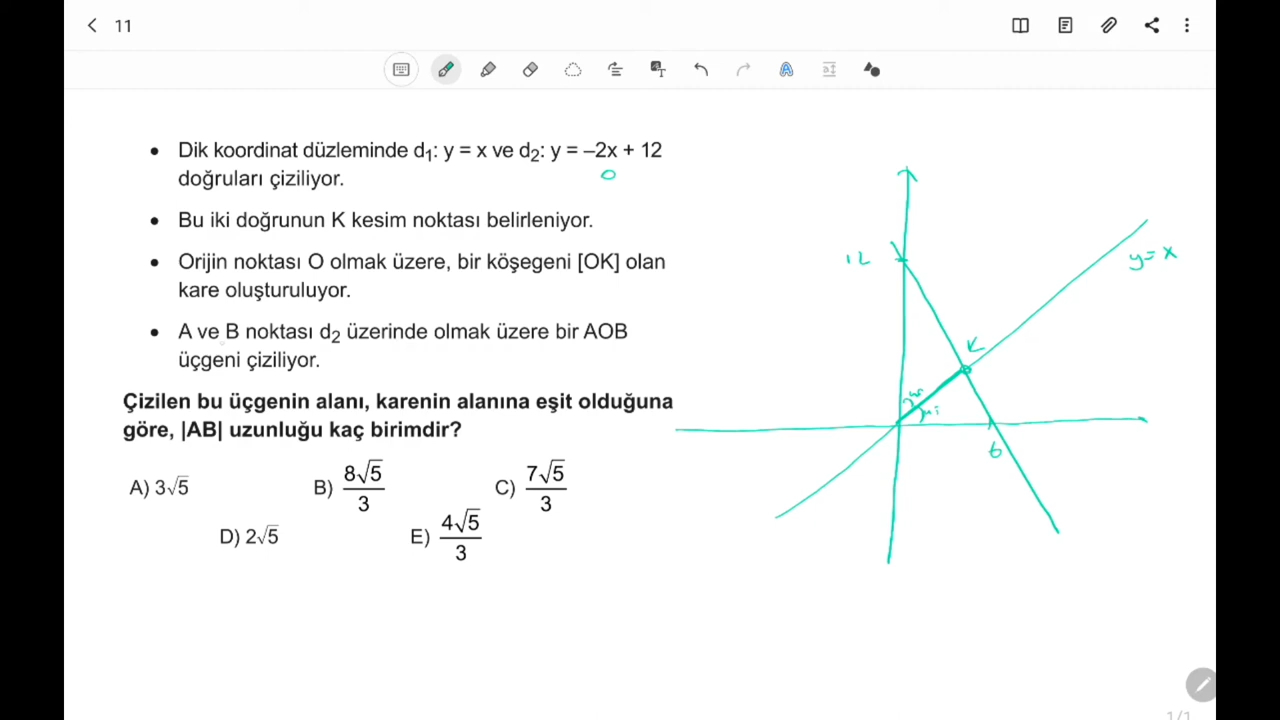 11
Dik koordinat düzleminde d₁: y = x ve d₂: y = –2x + 12
0
doğruları çiziliyor.
Bu iki doğrunun K kesim noktası belirleniyor.
Orijin noktası O olmak üzere, bir köşegeni [OK] olan
kare oluşturuluyor.
A ve B noktası d₂ üzerinde olmak üzere bir AOB
üçgeni çiziliyor.
Çizilen bu üçgenin alanı, karenin alanına eşit olduğuna
göre, |AB| uzunluğu kaç birimdir?
A) 3√5 B) 8√5/3 C) 7√5/3
D) 2√5 E) 4√5/3
12
y=x
K
6
1/1